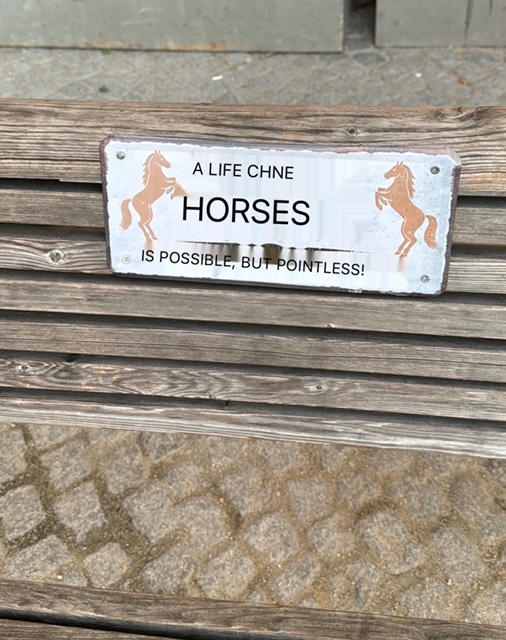 A LIFE CHNE
HORSES
IS POSSIBLE, BUT POINTLESS!